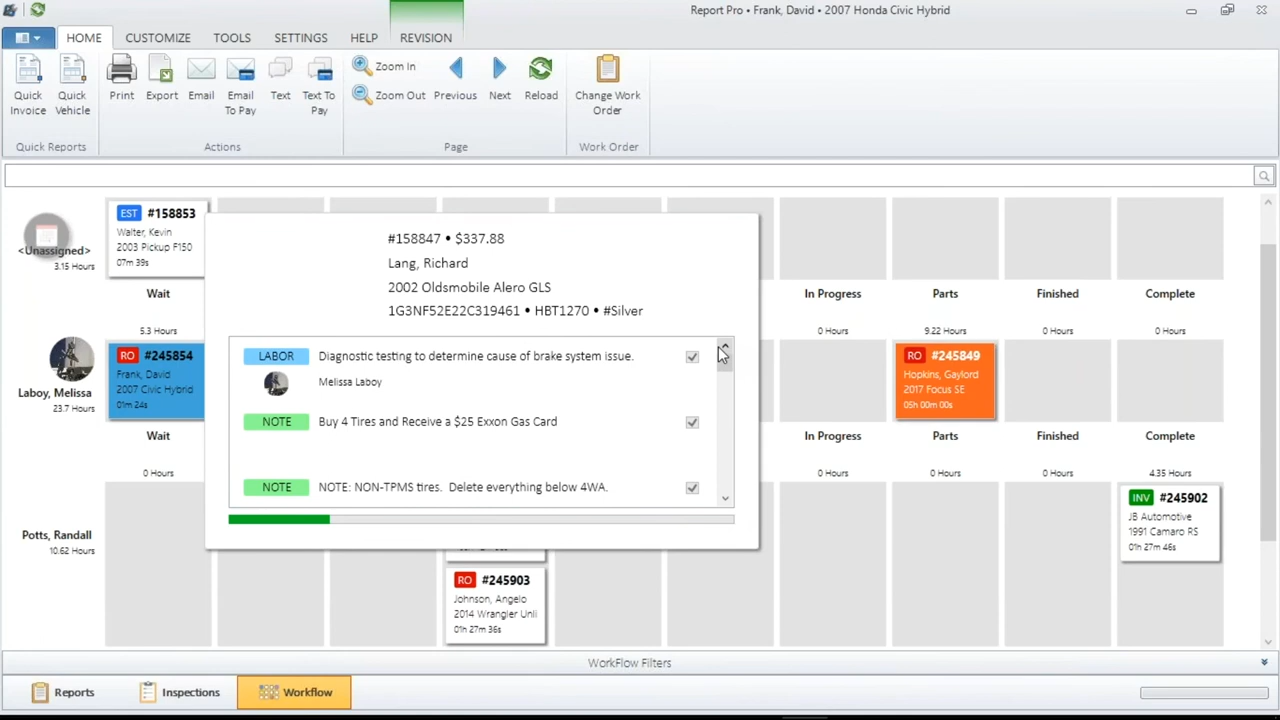 Report Pro • Frank, David • 2007 Honda Civic Hybrid
HOME CUSTOMIZE TOOLS SETTINGS HELP REVISION
Quick Invoice
Quick Vehicle
Print
Export
Email
Email To Pay
Text
Text To Pay
Zoom In
Zoom Out
Previous
Next
Reload
Change Work Order
Quick Reports
Actions
Page
Work Order
<Unassigned>
3.15 Hours
EST #158853
Walter, Kevin
2003 Pickup F150
07m 39s
#158847 • $337.88
Lang, Richard
2002 Oldsmobile Alero GLS
1G3NF52E22C319461 • HBT1270 • #Silver
LABOR Diagnostic testing to determine cause of brake system issue.
Melissa Laboy
NOTE Buy 4 Tires and Receive a $25 Exxon Gas Card
NOTE NOTE: NON-TPMS tires. Delete everything below 4WA.
Wait
5.3 Hours
In Progress
0 Hours
Parts
9.22 Hours
Finished
0 Hours
Complete
0 Hours
Laboy, Melissa
23.7 Hours
RO #245854
Frank, David
2007 Civic Hybrid
01m 24s
RO #245849
Hopkins, Gaylord
2017 Focus SE
05h 00m 00s
Wait
0 Hours
In Progress
0 Hours
Parts
0 Hours
Finished
0 Hours
Complete
4.35 Hours
Potts, Randall
10.62 Hours
INV #245902
JB Automotive
1991 Camaro RS
01h 27m 46s
RO #245903
Johnson, Angelo
2014 Wrangler Unli
01h 27m 36s
WorkFlow Filters
Reports
Inspections
Workflow